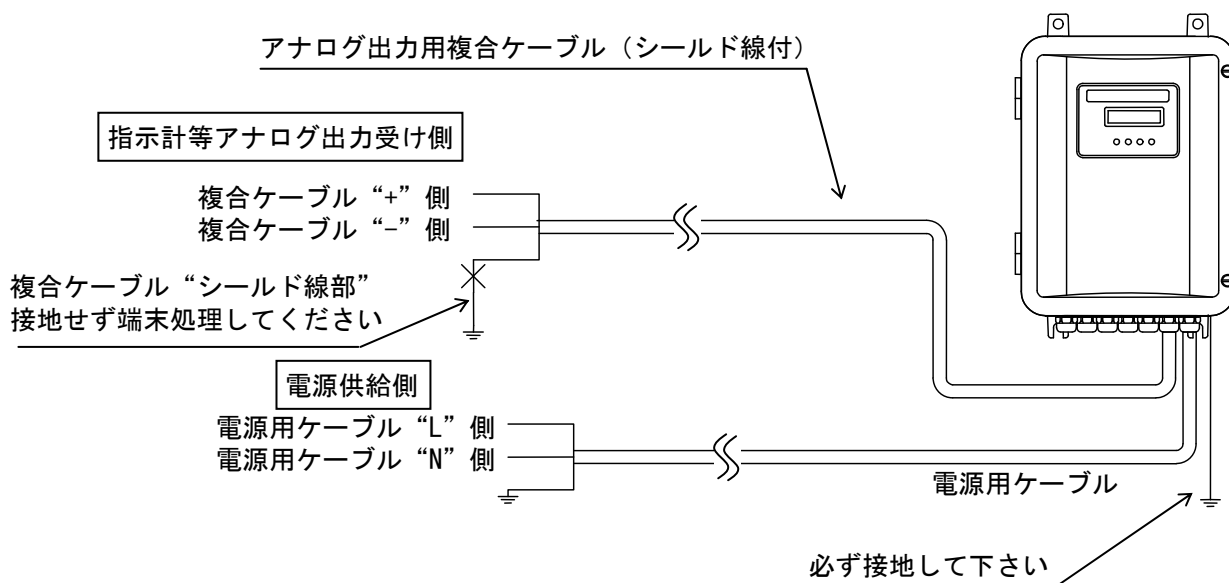 アナログ出力用複合ケーブル（シールド線付）
指示計等アナログ出力受け側
複合ケーブル“+”側
複合ケーブル“-”側
複合ケーブル“シールド線部”
接地せず端末処理してください
電源供給側
電源用ケーブル“L”側
電源用ケーブル“N”側
電源用ケーブル
必ず接地して下さい